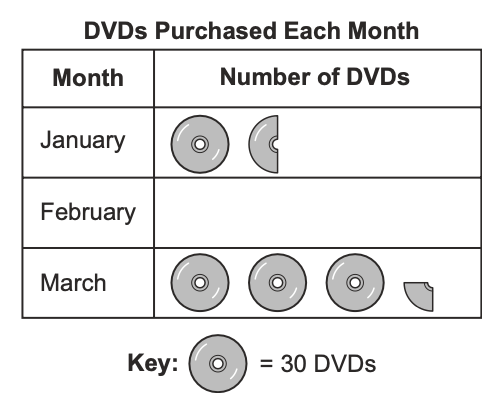 DVDs Purchased Each Month
Month Number of DVDs
January
February
March
Key: = 30 DVDs